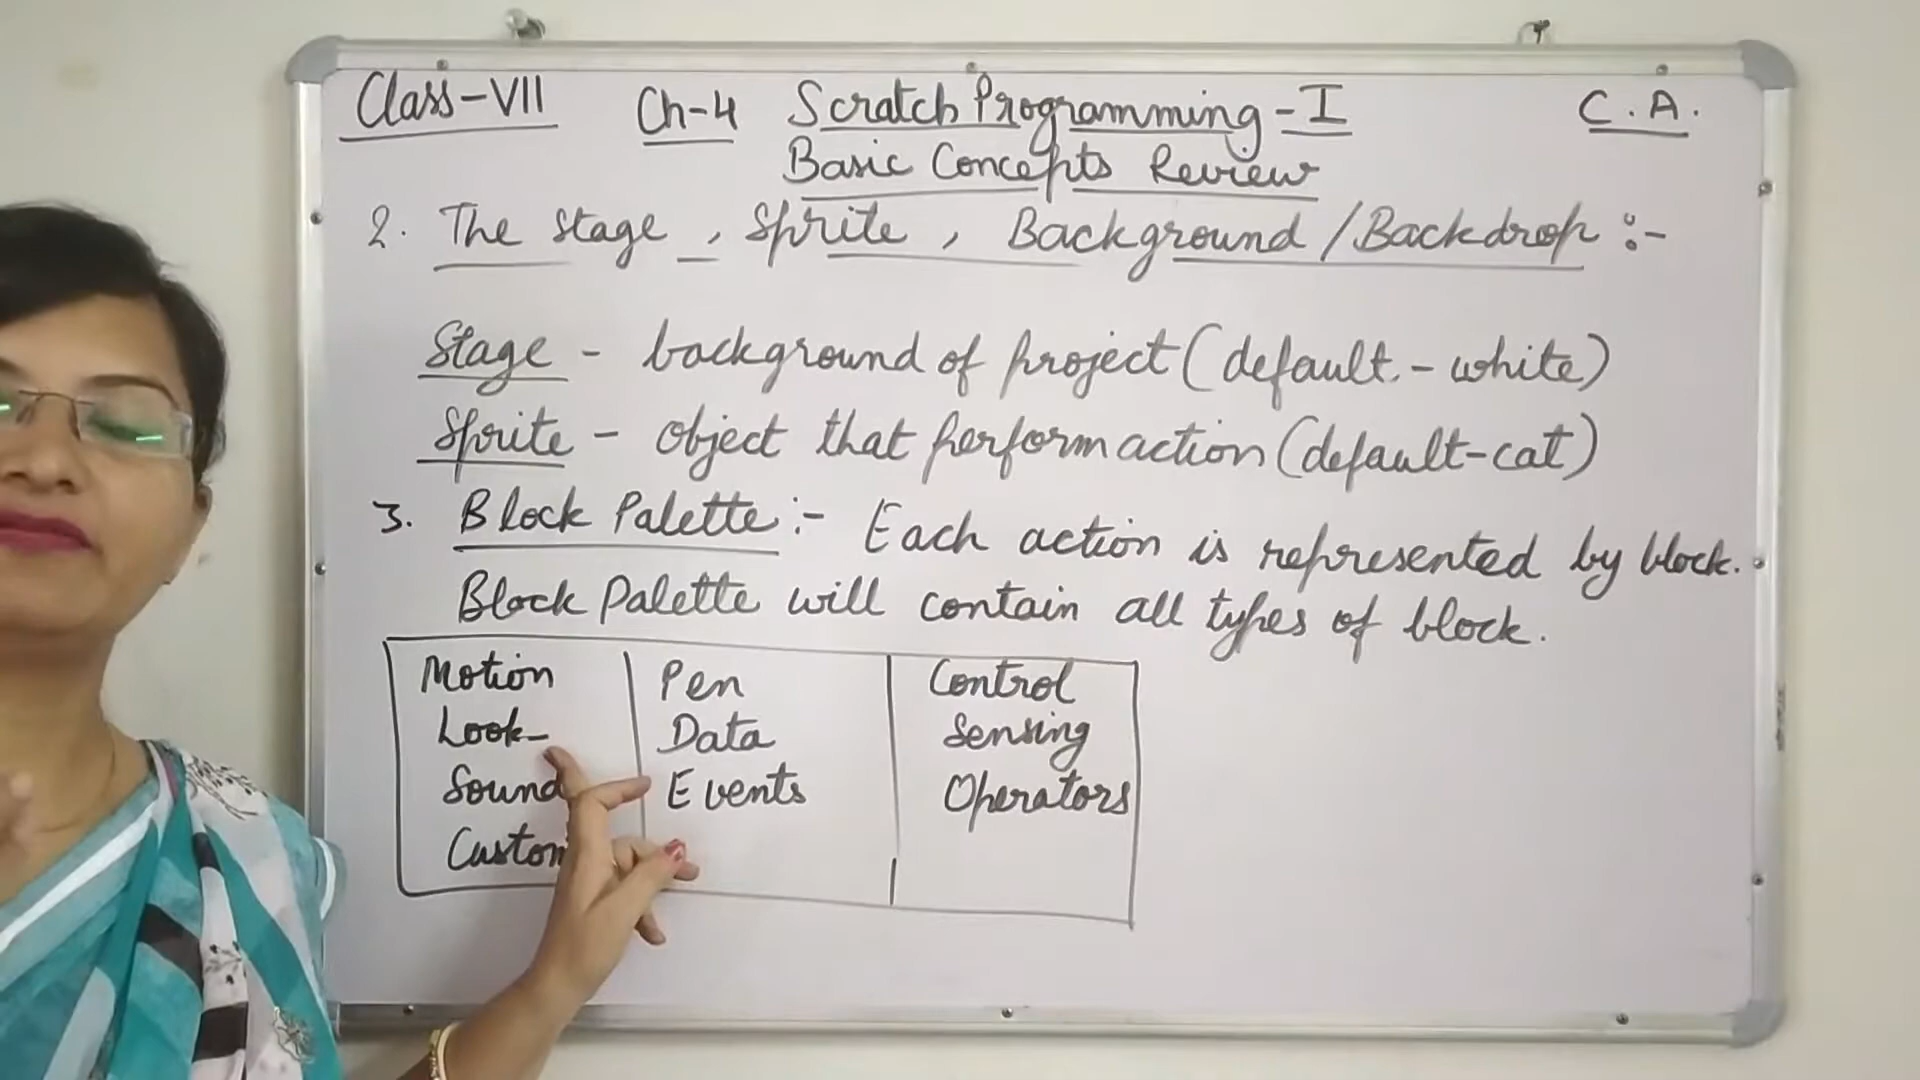 Class-VII Ch-4 Scratch Programming-I C.A.
Basic Concepts Review
2. The Stage, Sprite, Background/Backdrop :-
Stage - background of project (default.-white)
Sprite - object that perform action (default-cat)
3. Block Palette :- Each action is represented by block.
Block Palette will contain all types of block.
Motion Pen Control
Look Data Sensing
Sound Events Operators
Custom